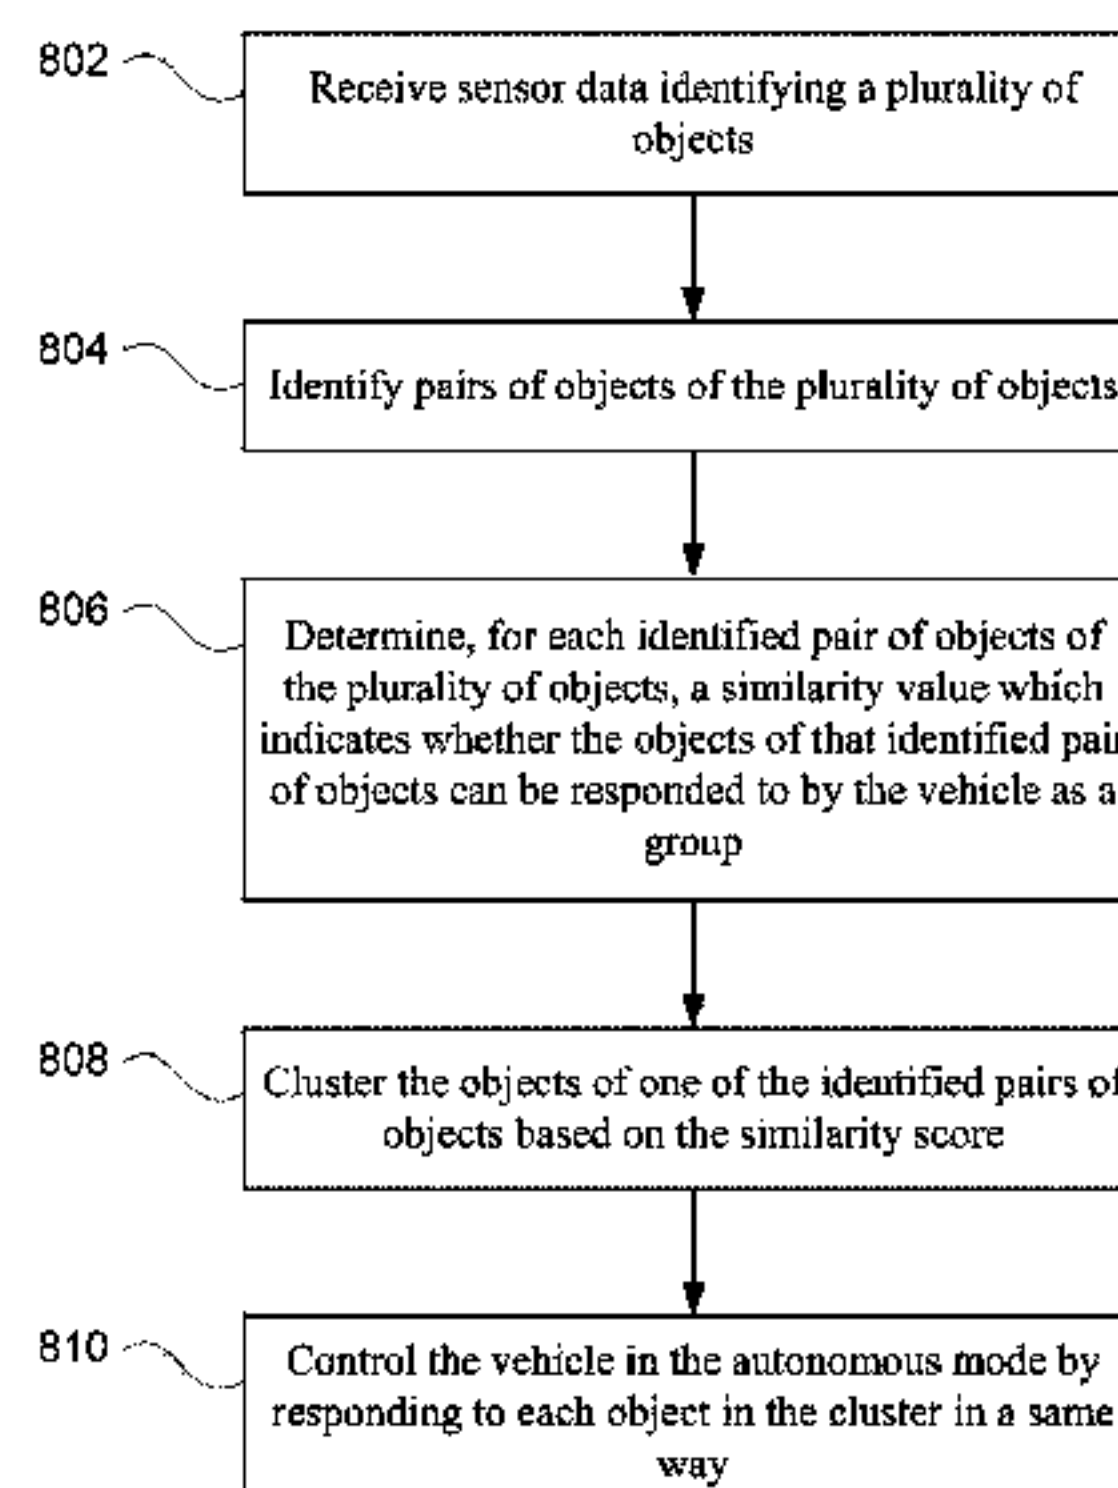 802
Receive sensor data identifying a plurality of
objects
804
Identify pairs of objects of the plurality of objects
806
Determine, for each identified pair of objects of
the plurality of objects, a similarity value which
indicates whether the objects of that identified pair
of objects can be responded to by the vehicle as a
group
808
Cluster the objects of one of the identified pairs of
objects based on the similarity score
810
Control the vehicle in the autonomous mode by
responding to each object in the cluster in a same
way